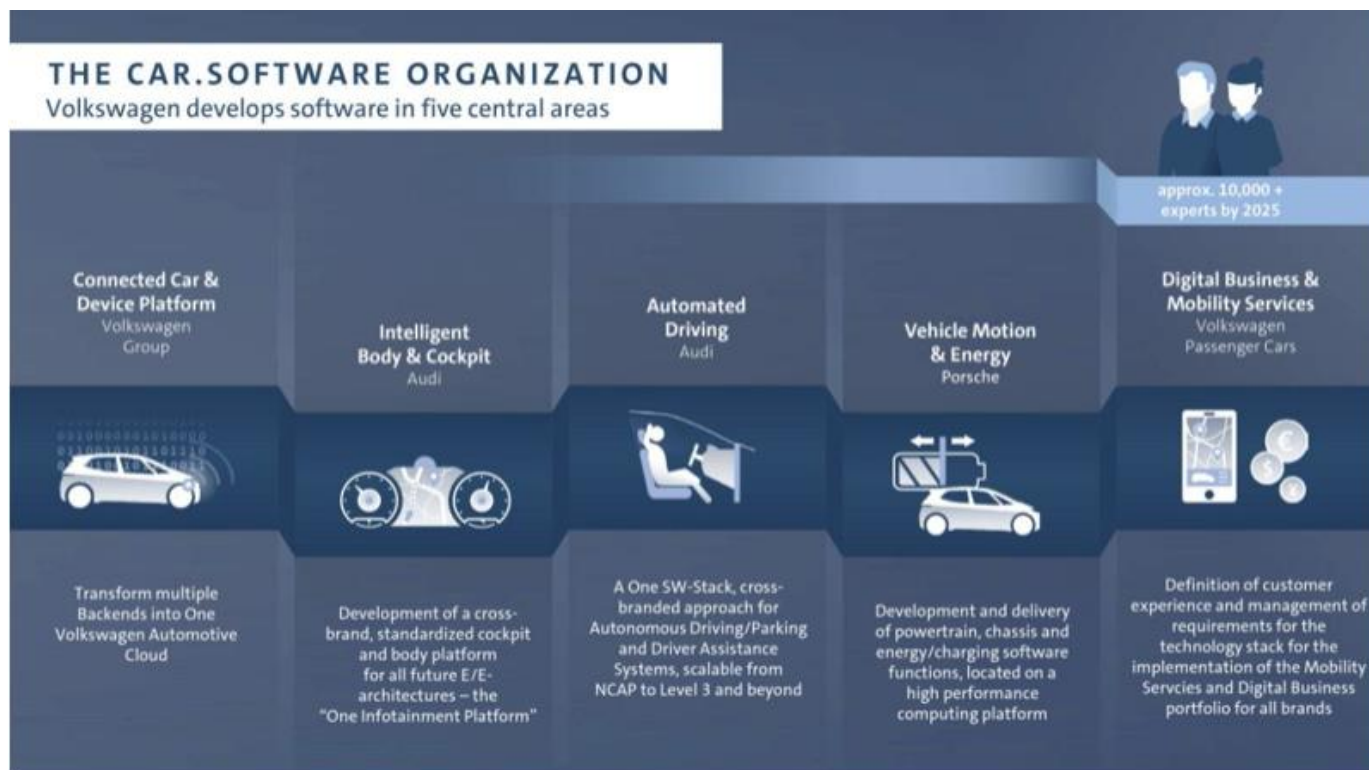 THE CAR.SOFTWARE ORGANIZATION
Volkswagen develops software in five central areas
approx. 10,000 +
experts by 2025
Connected Car &
Device Platform
Volkswagen
Group
Transform multiple
Backends into One
Volkswagen Automotive
Cloud
Intelligent
Body & Cockpit
Audi
Development of a cross-
brand, standardized cockpit
and body platform
for all future E/E-
architectures – the
"One Infotainment Platform"
Automated
Driving
Audi
A One SW-Stack, cross-
branded approach for
Autonomous Driving/Parking
and Driver Assistance
Systems, scalable from
NCAP to Level 3 and beyond
Vehicle Motion
& Energy
Porsche
Development and delivery
of powertrain, chassis and
energy/charging software
functions, located on a
high performance
computing platform
Digital Business &
Mobility Services
Volkswagen
Passenger Cars
€
$
¥
Definition of customer
experience and management of
requirements for the
technology stack for the
implementation of the Mobility
Servcies and Digital Business
portfolio for all brands